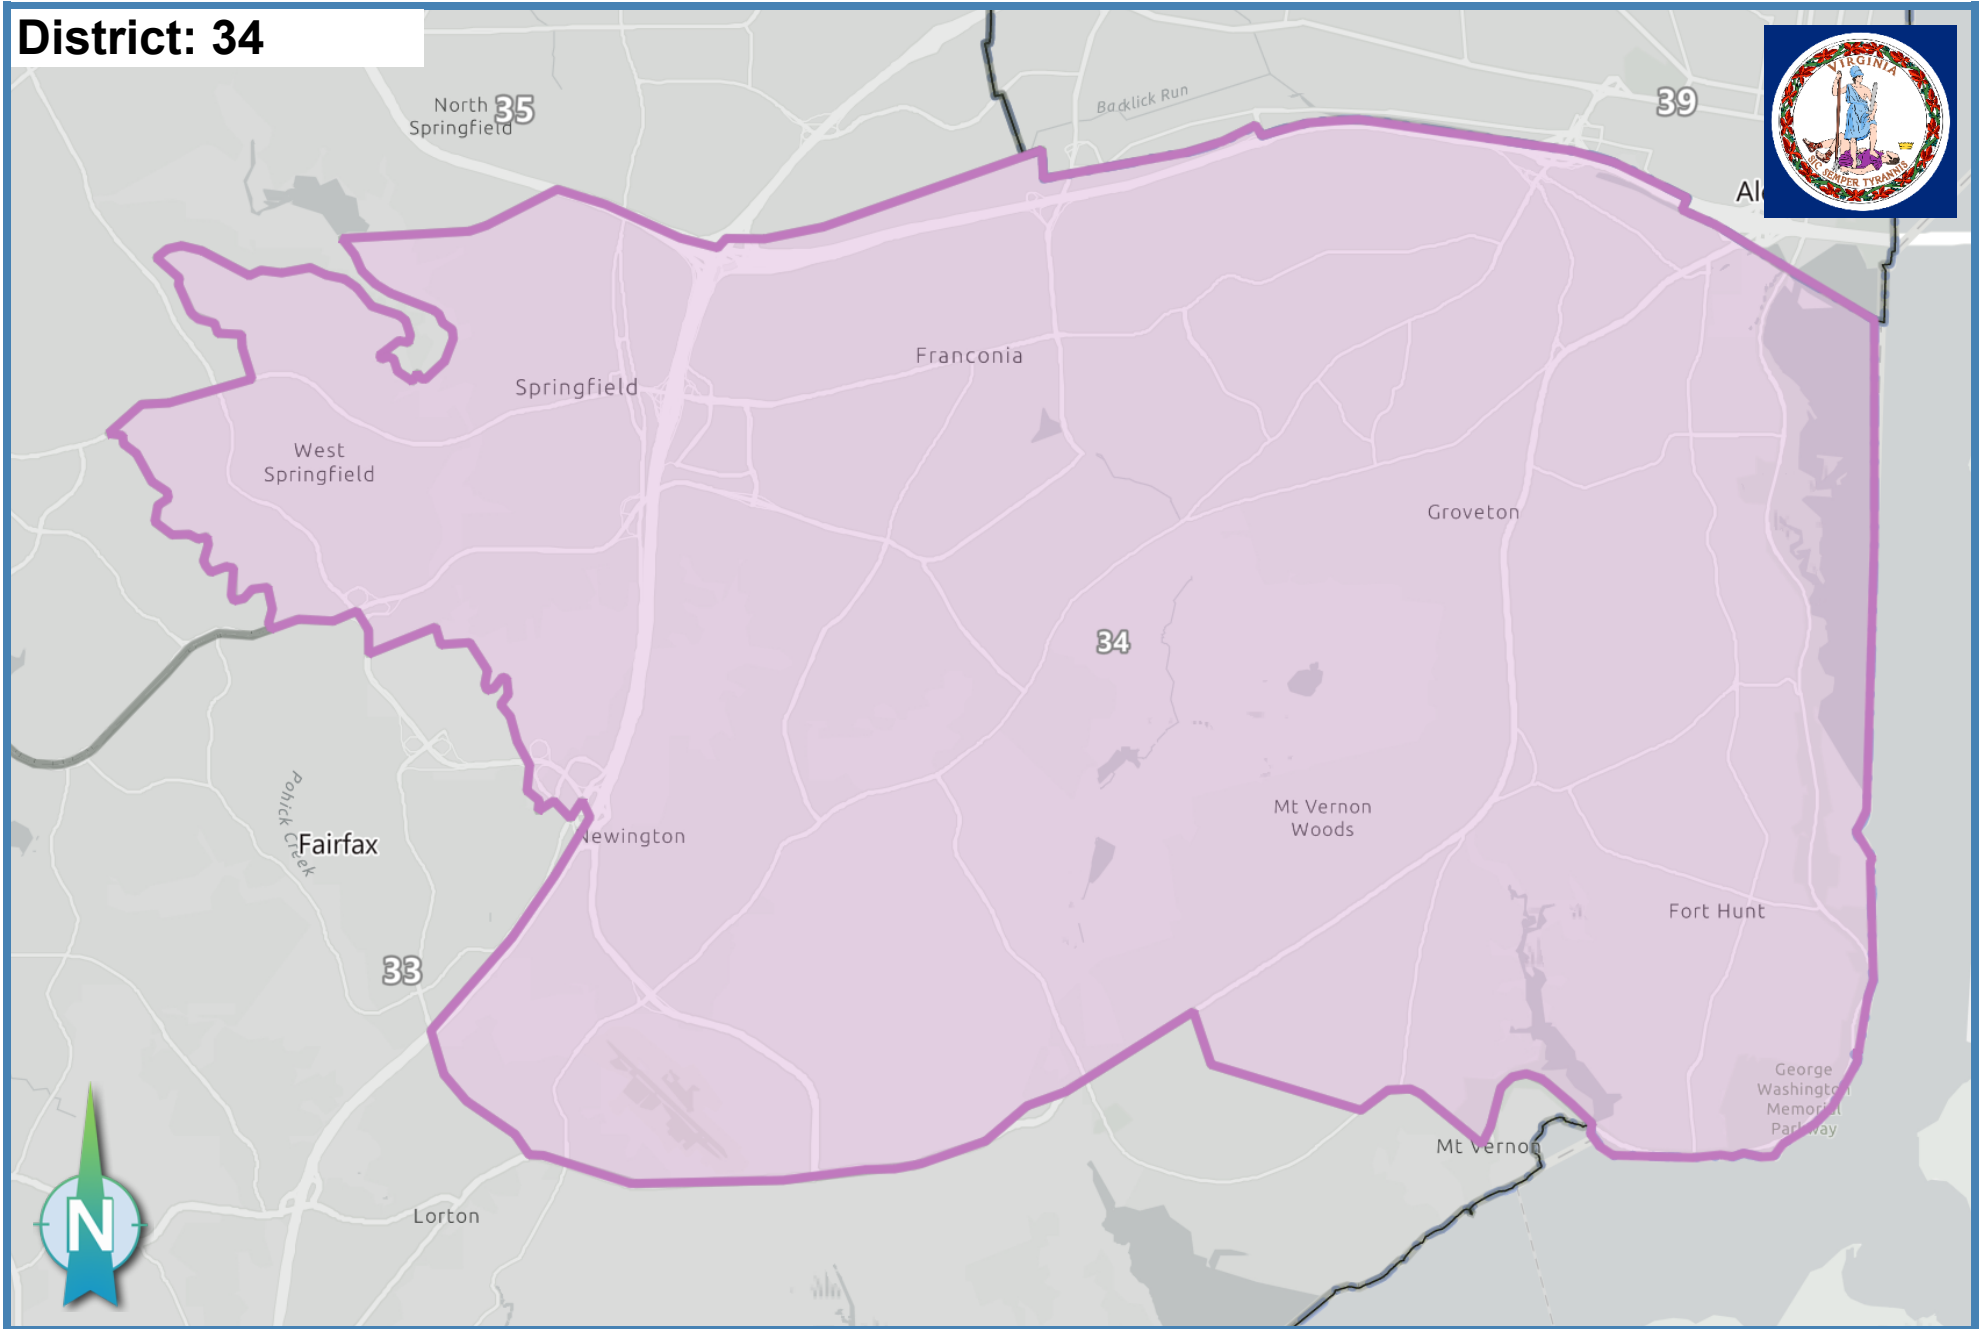 District: 34
North
Springfield
35
Backlick Run
39
VIRGINIA
SIC SEMPER TYRANNIS
Al
Franconia
Springfield
West
Springfield
Groveton
34
Mt Vernon
Woods
Pohick Creek
Fairfax
Newington
Fort Hunt
33
George
Washington
Memorial
Parkway
Mt Vernon
Lorton
N